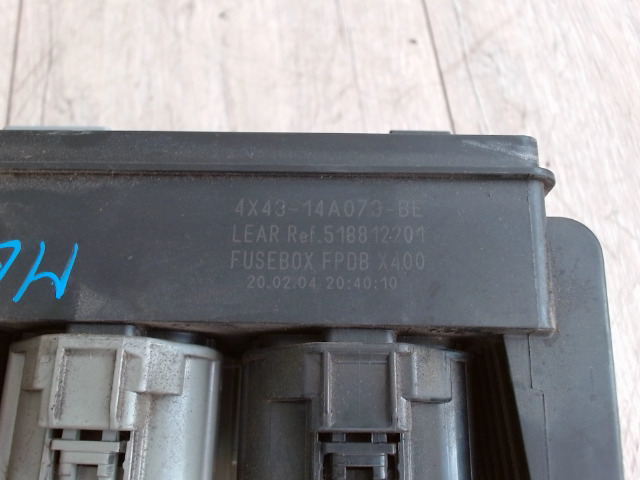 4X43-14A073-BE
LEAR Ref.518812201
FUSEBOX FPDB X400
20.02.04 20:40:10